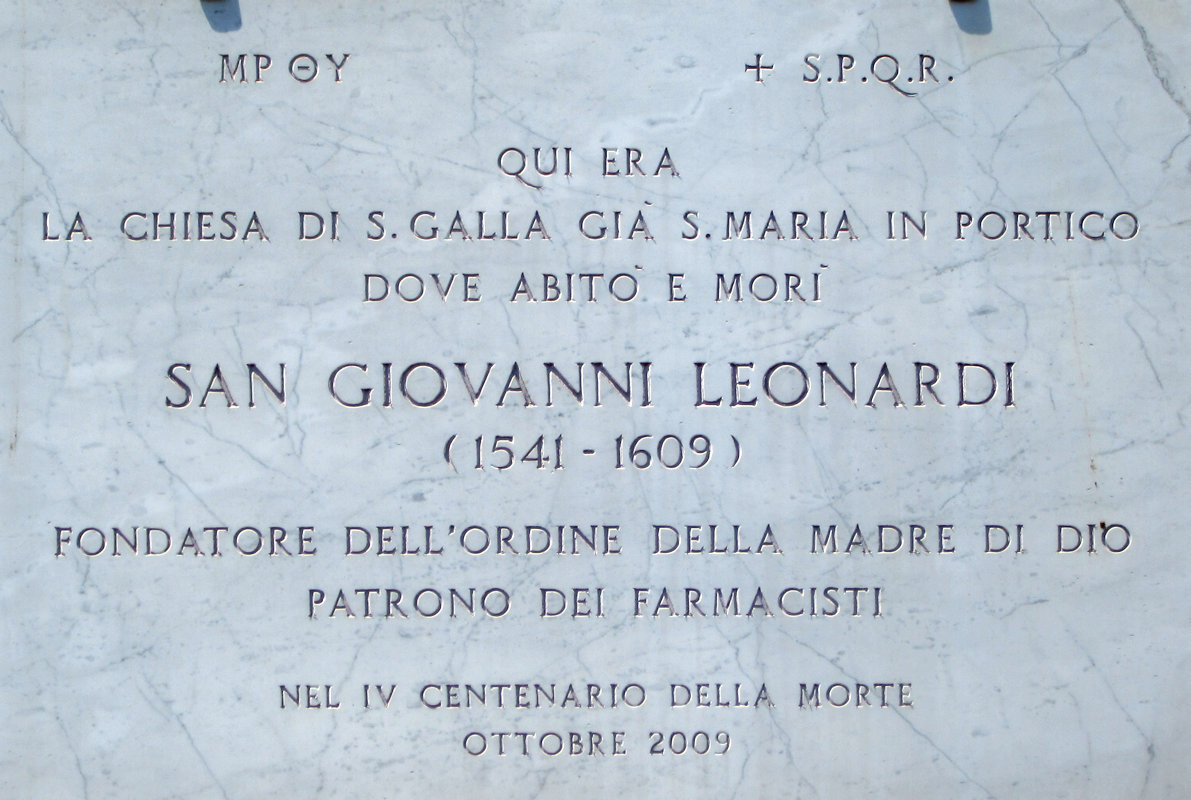 ΜΡ ΘΥ + S.P.Q.R.
QUI ERA
LA CHIESA DI S. GALLA GIÀ S. MARIA IN PORTICO
DOVE ABITÒ E MORÌ
SAN GIOVANNI LEONARDI
(1541 - 1609)
FONDATORE DELL'ORDINE DELLA MADRE DI DIO
PATRONO DEI FARMACISTI
NEL IV CENTENARIO DELLA MORTE
OTTOBRE 2009